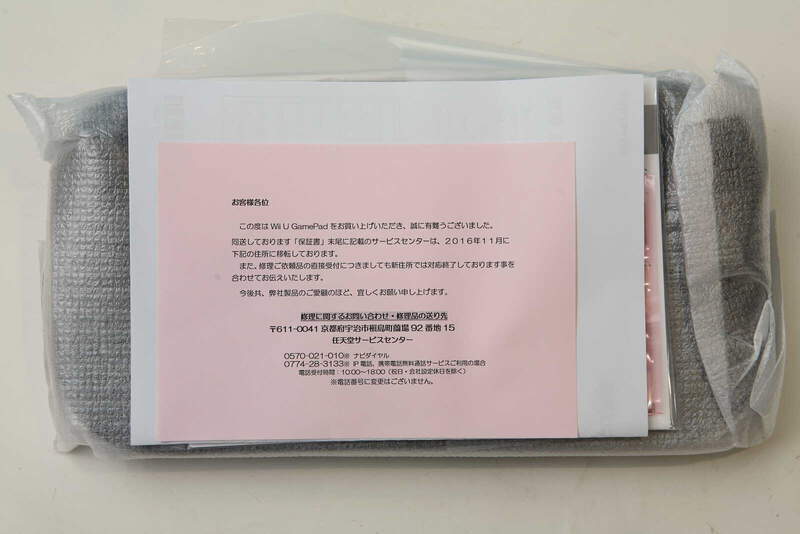 お客様各位
この度は Wii U GamePad をお買い上げいただき、誠に有難うございました。
同送しております「保証書」末尾に記載のサービスセンターは、2016年11月に
下記の住所に移転しております。
また、修理ご依頼品の直接受付につきましても新住所では対応終了しております事を
合わせてお伝えいたします。
今後共、弊社製品のご愛顧のほど、宜しくお願い申し上げます。
修理に関するお問い合わせ・修理品の送り先
〒611-0041 京都府宇治市槇島町薗場 92 番地 15
任天堂サービスセンター
0570-021-010※ ナビダイヤル
0774-28-3133※ IP 電話、携帯電話無料通話サービスご利用の場合
電話受付時間：10:00～18:00（祝日・会社設定休日を除く）
※電話番号に変更はございません。